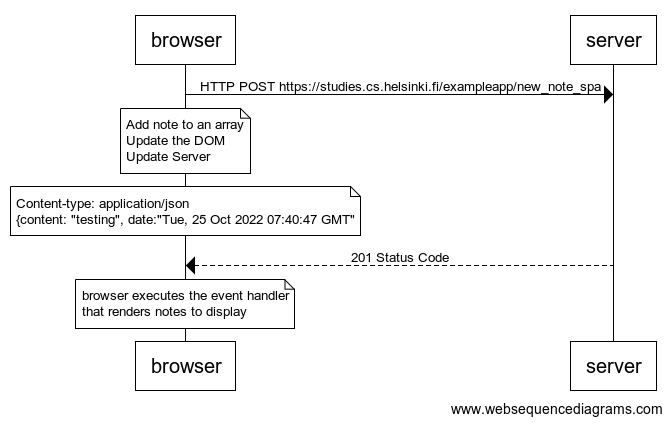 browser
server
HTTP POST https://studies.cs.helsinki.fi/exampleapp/new_note_spa
Add note to an array
Update the DOM
Update Server
Content-type: application/json
{content: "testing", date:"Tue, 25 Oct 2022 07:40:47 GMT"
201 Status Code
browser executes the event handler
that renders notes to display
browser
server
www.websequencediagrams.com